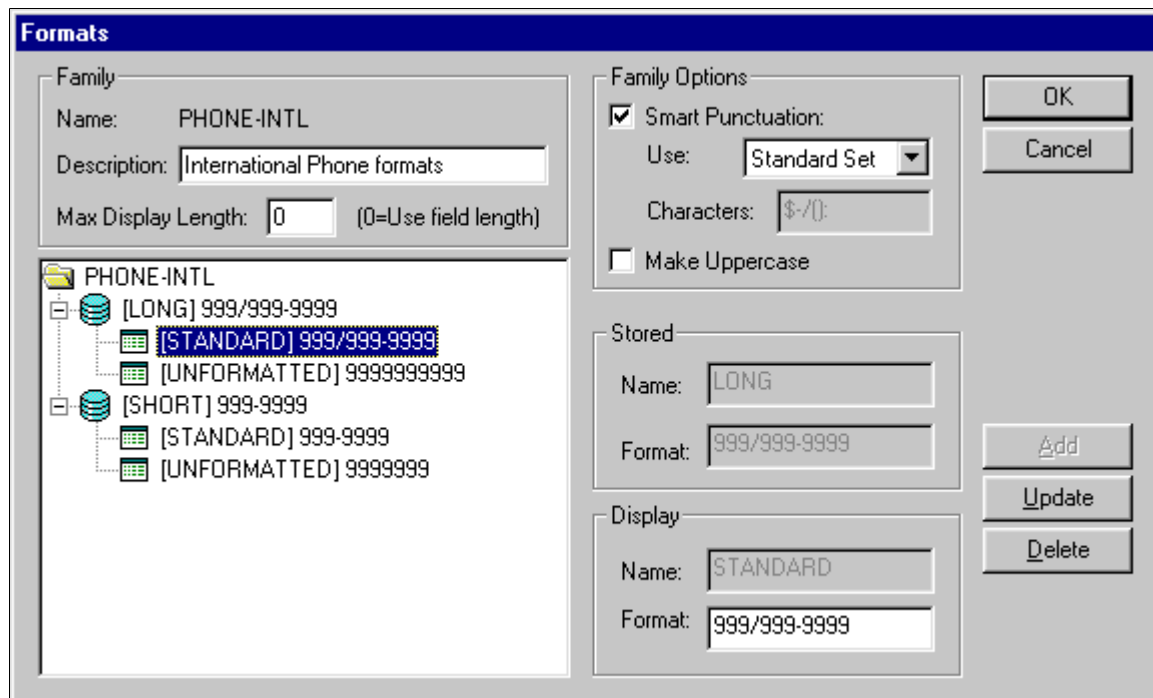 Formats
Family
Name: PHONE-INTL
Description: International Phone formats
Max Display Length: 0 (0=Use field length)
PHONE-INTL
[LONG] 999/999-9999
[STANDARD] 999/999-9999
[UNFORMATTED] 9999999999
[SHORT] 999-9999
[STANDARD] 999-9999
[UNFORMATTED] 9999999
Family Options
Smart Punctuation:
Use: Standard Set
Characters: $-/():
Make Uppercase
Stored
Name: LONG
Format: 999/999-9999
Display
Name: STANDARD
Format: 999/999-9999
OK
Cancel
Add
Update
Delete